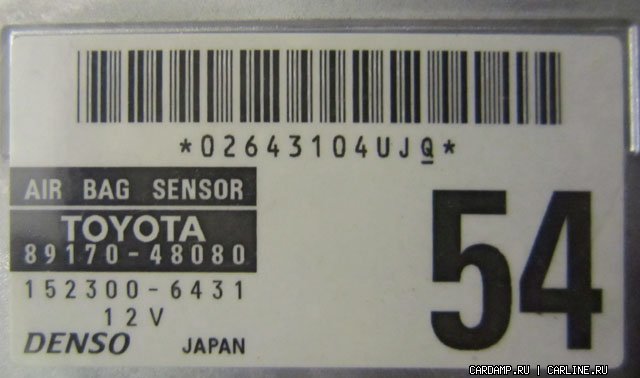 *02643104UJQ*
AIR BAG SENSOR
TOYOTA
89170-48080
152300-6431
12V
DENSO JAPAN
54
CARDAMP.RU | CARLINE.RU